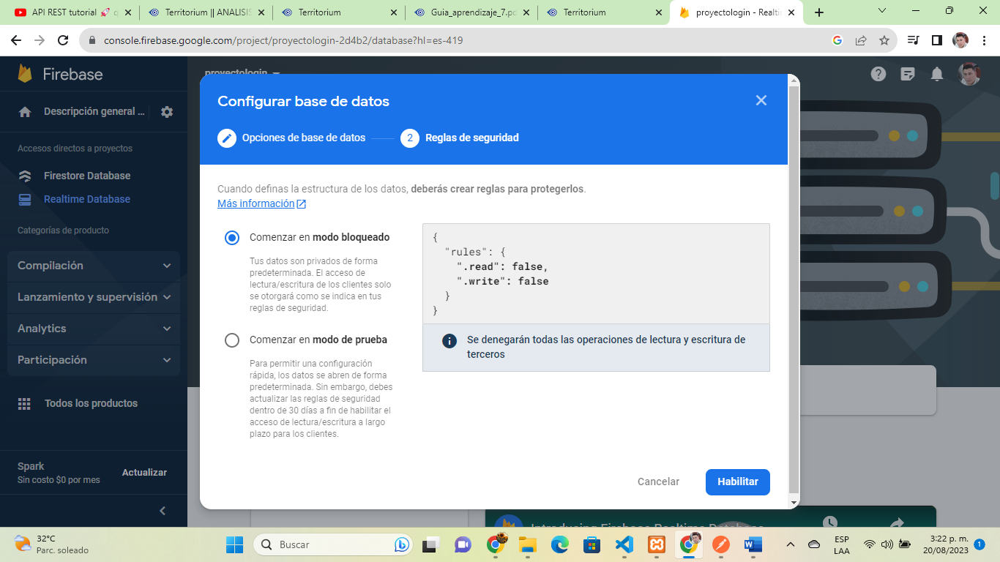 API REST tutorial 🚀 q
Territorium || ANALISIS
Territorium
Guia_aprendizaje_7.pd
Territorium
proyectologin - Realti
console.firebase.google.com/project/proyectologin-2d4b2/database?hl=es-419
Firebase
proyectologin
Descripción general ...
Accesos directos a proyectos
Firestore Database
Realtime Database
Categorías de producto
Compilación
Lanzamiento y supervisión
Analytics
Participación
Todos los productos
Spark
Sin costo $0 por mes
Actualizar
Configurar base de datos
Opciones de base de datos
2
Reglas de seguridad
Cuando definas la estructura de los datos, deberás crear reglas para protegerlos.
Más información
Comenzar en modo bloqueado
Tus datos son privados de forma
predeterminada. El acceso de
lectura/escritura de los clientes solo
se otorgará como se indica en tus
reglas de seguridad.
Comenzar en modo de prueba
Para permitir una configuración
rápida, los datos se abren de forma
predeterminada. Sin embargo, debes
actualizar las reglas de seguridad
dentro de 30 días a fin de habilitar el
acceso de lectura/escritura a largo
plazo para los clientes.
{
"rules": {
".read": false,
".write": false
}
}
Se denegarán todas las operaciones de lectura y escritura de
terceros
Cancelar
Habilitar
Introducing Firebase Realtime Database
32°C
Parc. soleado
Buscar
ESP
LAA
3:22 p. m.
20/08/2023
1